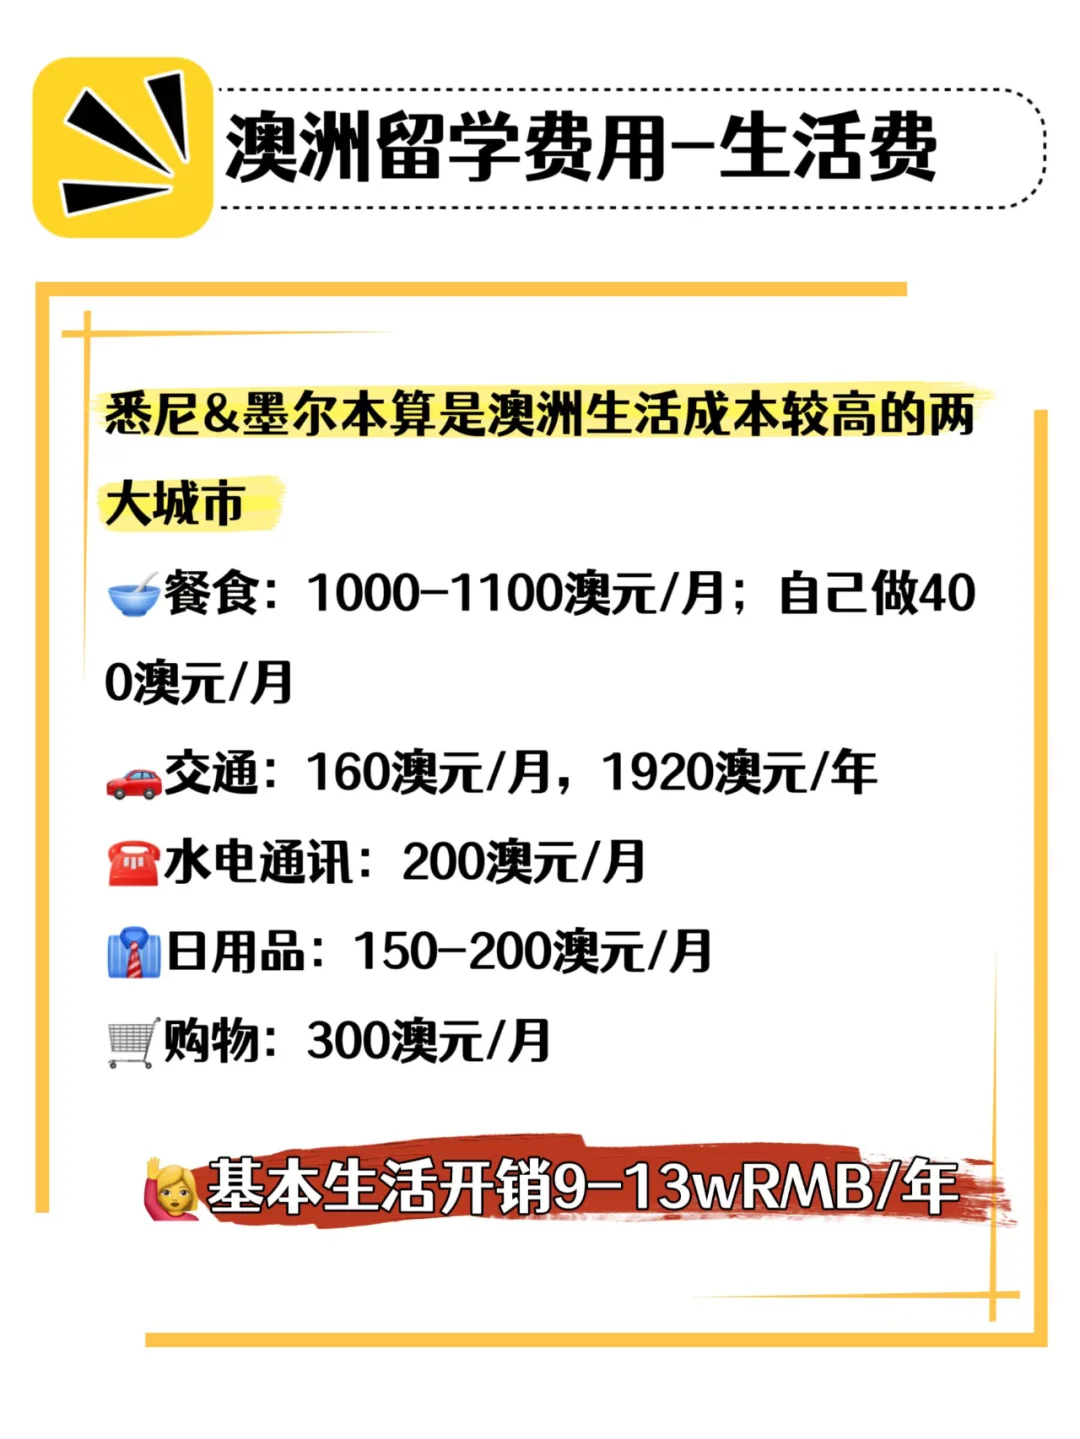 澳洲留学费用-生活费
悉尼&墨尔本算是澳洲生活成本较高的两
大城市
餐食：1000-1100澳元/月；自己做40
0澳元/月
交通：160澳元/月，1920澳元/年
水电通讯：200澳元/月
日用品：150-200澳元/月
购物：300澳元/月
基本生活开销9-13wRMB/年